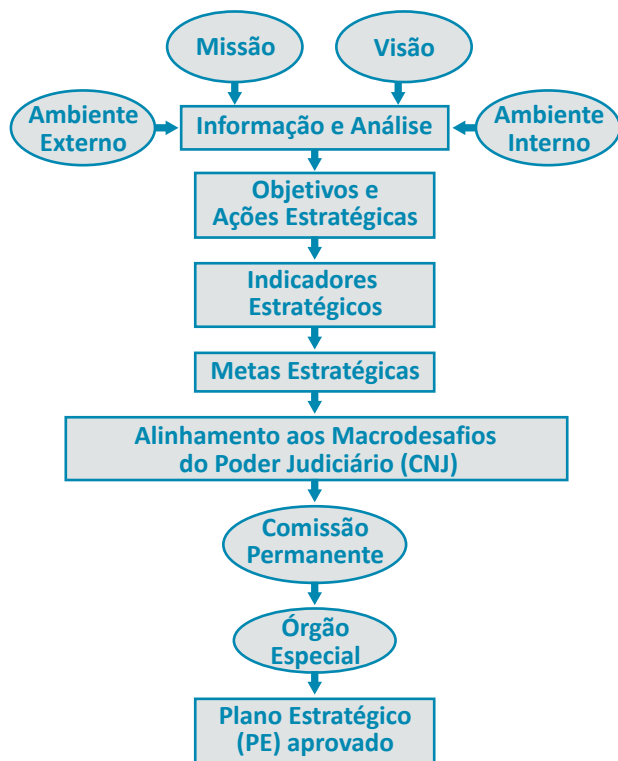 Missão
Visão
Ambiente
Externo
Informação e Análise
Ambiente
Interno
Objetivos e
Ações Estratégicas
Indicadores
Estratégicos
Metas Estratégicas
Alinhamento aos Macrodesafios
do Poder Judiciário (CNJ)
Comissão
Permanente
Órgão
Especial
Plano Estratégico
(PE) aprovado